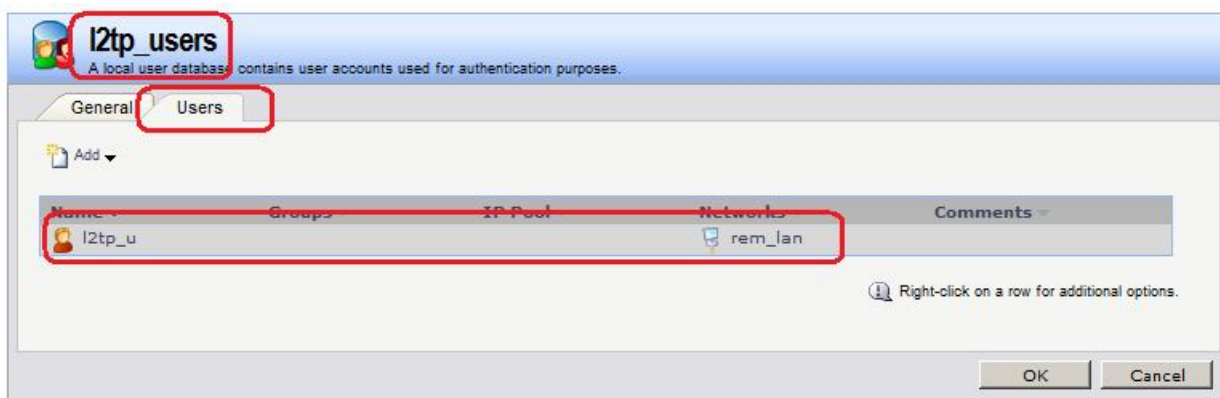 l2tp_users
A local user database contains user accounts used for authentication purposes.
General Users
Add
Name Groups IP Pool Networks Comments
l2tp_u rem_lan
Right-click on a row for additional options.
OK Cancel